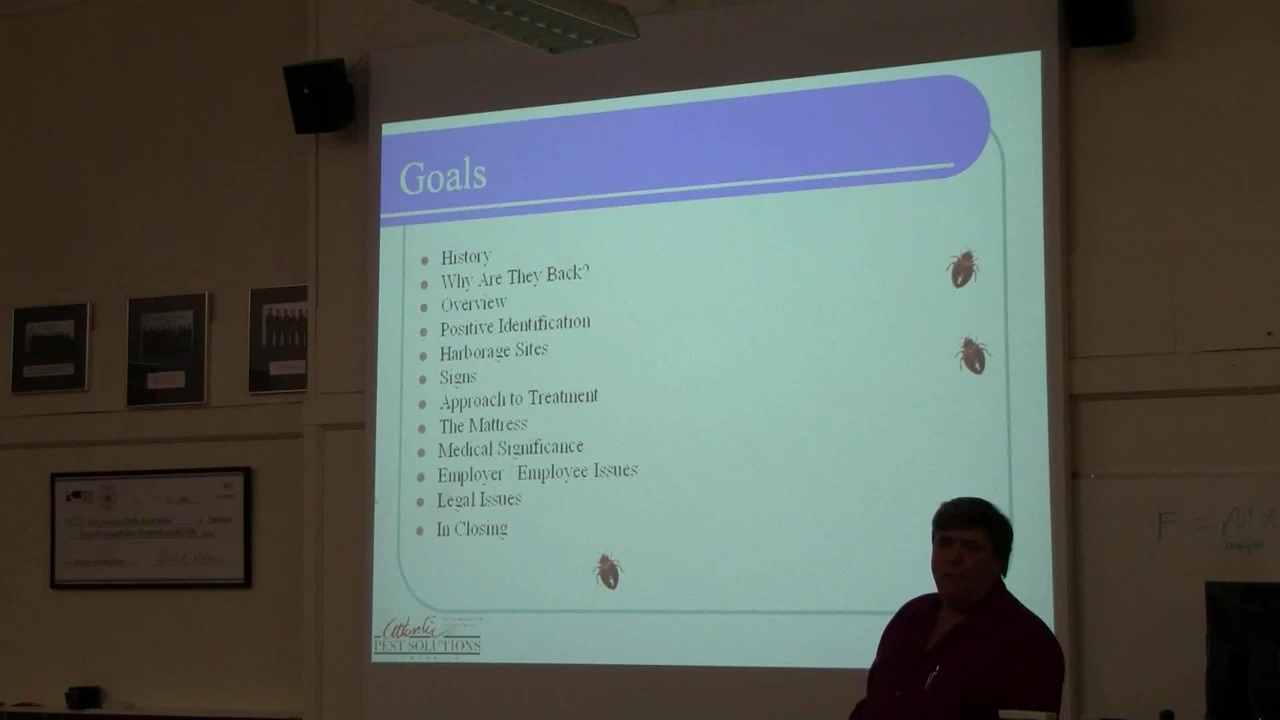 Goals
History
Why Are They Back?
Overview
Positive Identification
Harborage Sites
Signs
Approach to Treatment
The Mattress
Medical Significance
Employer / Employee Issues
Legal Issues
In Closing
Atlantic
PEST SOLUTIONS
F = M x